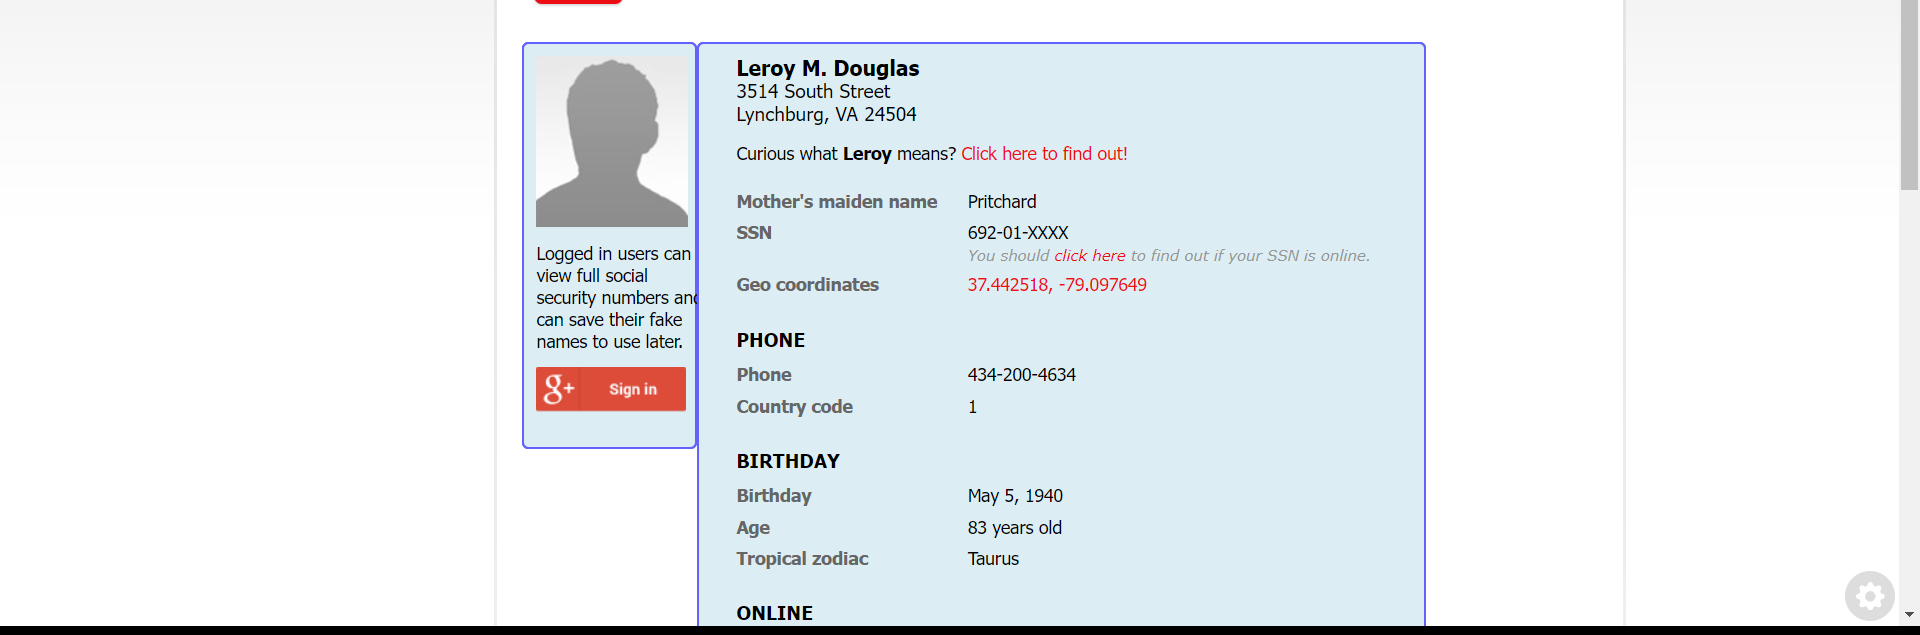 Leroy M. Douglas
3514 South Street
Lynchburg, VA 24504
Curious what Leroy means? Click here to find out!
Mother's maiden name Pritchard
SSN 692-01-XXXX
You should click here to find out if your SSN is online.
Geo coordinates 37.442518, -79.097649
PHONE
Phone 434-200-4634
Country code 1
BIRTHDAY
Birthday May 5, 1940
Age 83 years old
Tropical zodiac Taurus
ONLINE
Logged in users can
view full social
security numbers and
can save their fake
names to use later.
g+ Sign in